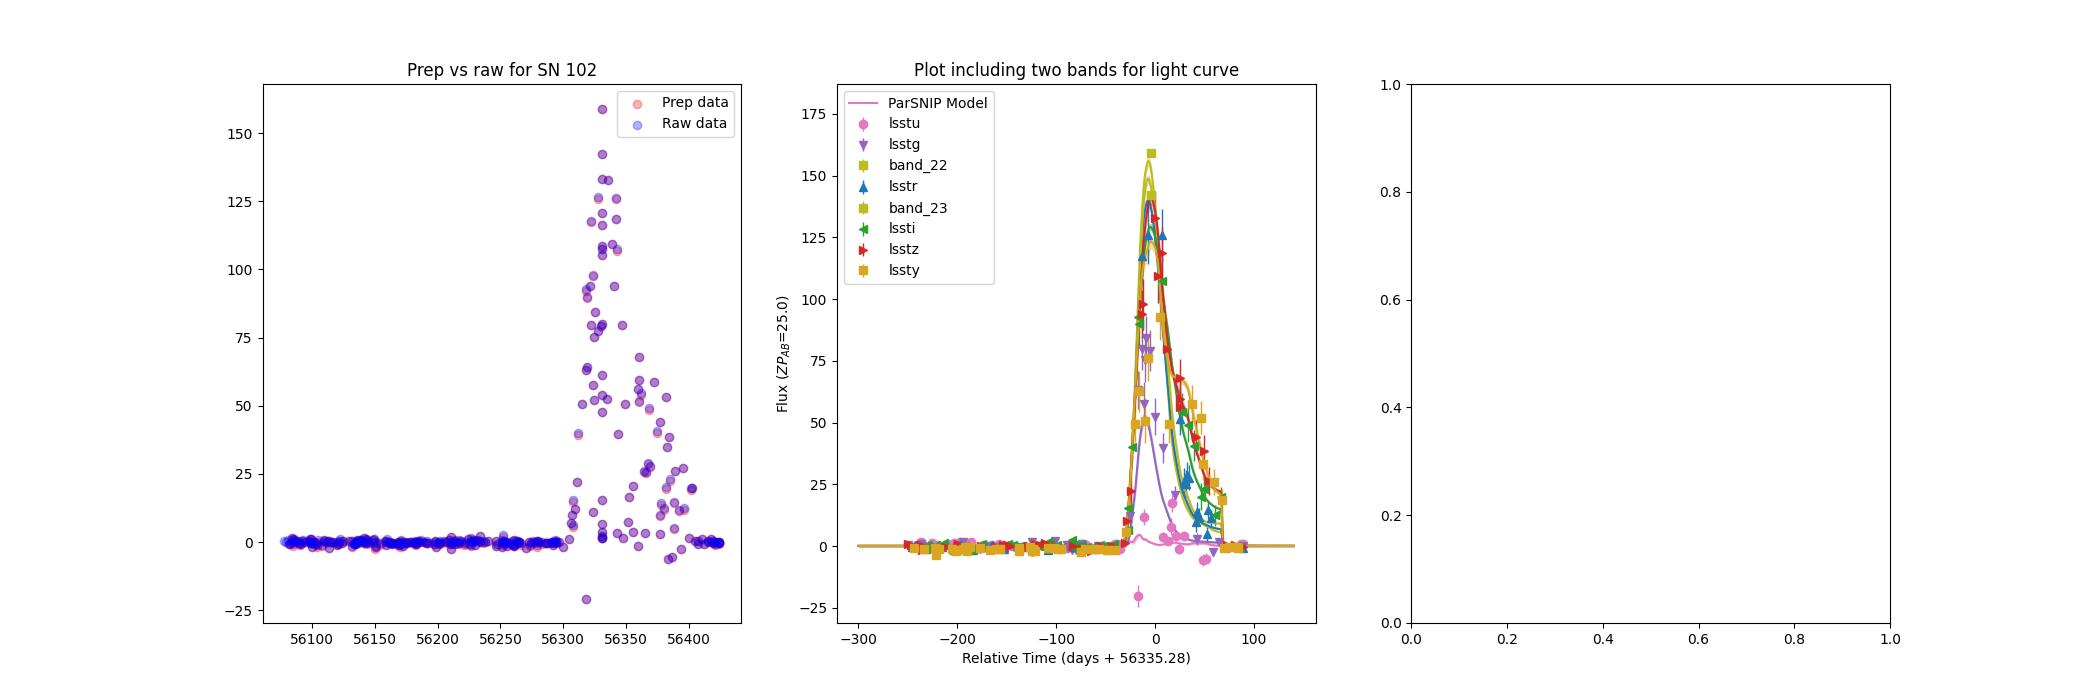 Prep vs raw for SN 102
Prep data
Raw data
150
125
100
75
50
25
0
−25
56100 56150 56200 56250 56300 56350 56400
Plot including two bands for light curve
ParSNIP Model
lsstu
lsstg
band_22
lsstr
band_23
lssti
lsstz
lssty
175
150
125
100
75
50
25
0
−25
Flux (ZP_AB=25.0)
−300 −200 −100 0 100
Relative Time (days + 56335.28)
1.0
0.8
0.6
0.4
0.2
0.0
0.0 0.2 0.4 0.6 0.8 1.0